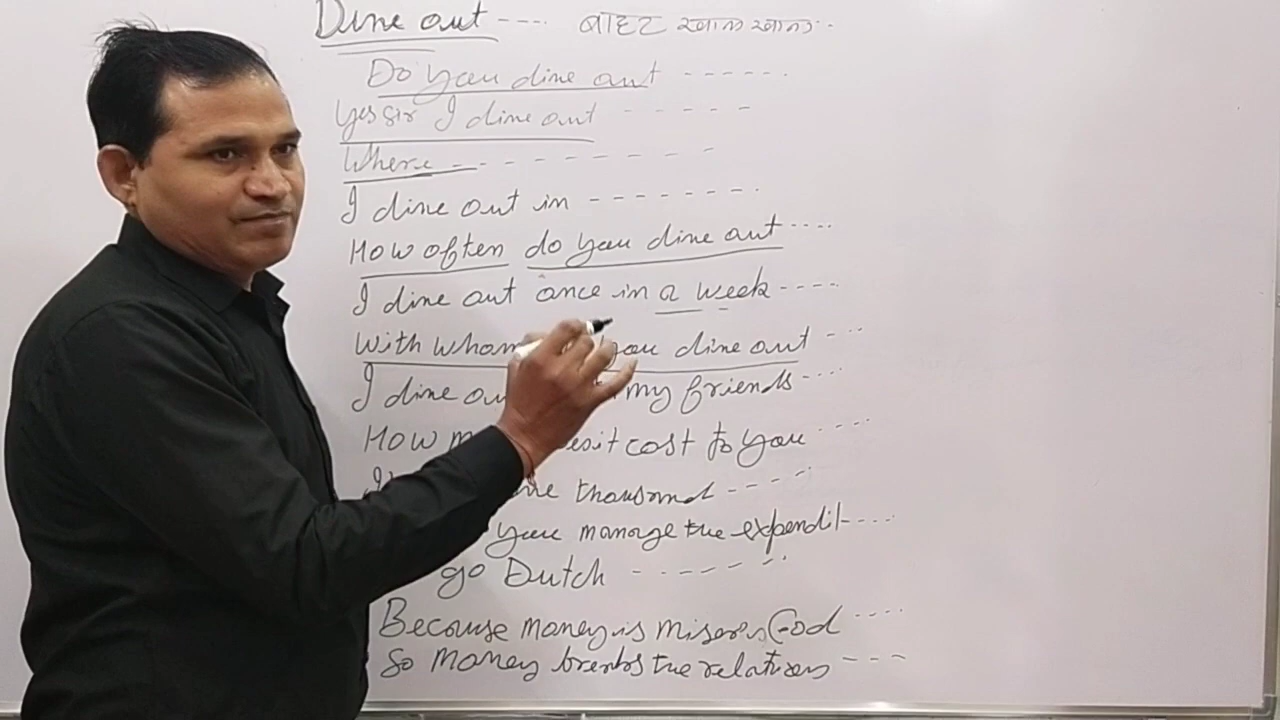 Dine out ---- बाहर खाना खाना..
Do you dine out ------
Yes sir I dine out ------
Where --------
I dine out in -------
How often do you dine out ----
I dine out once in a week ----
With whom you dine out ---
I dine my friends ----
How cost to you ----
thousand -----
you manage the expendit ----
go Dutch ------
Because money is miser's God ----
So Money breaks the relations ---